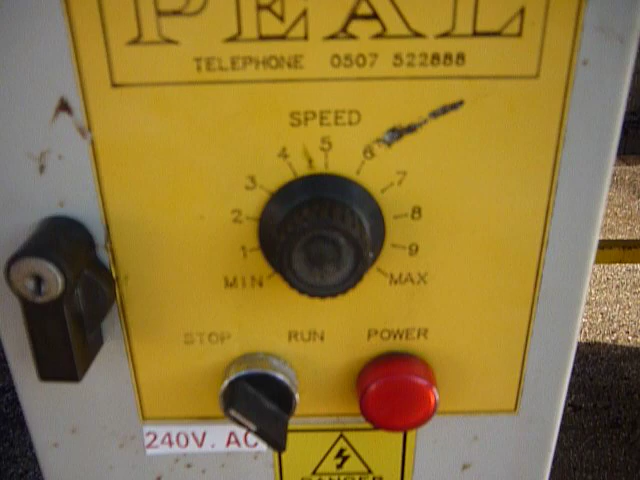 PEAL
TELEPHONE 0507 522888
SPEED
MIN 1 2 3 4 5 6 7 8 9 MAX
STOP RUN POWER
240V. AC
DANGER